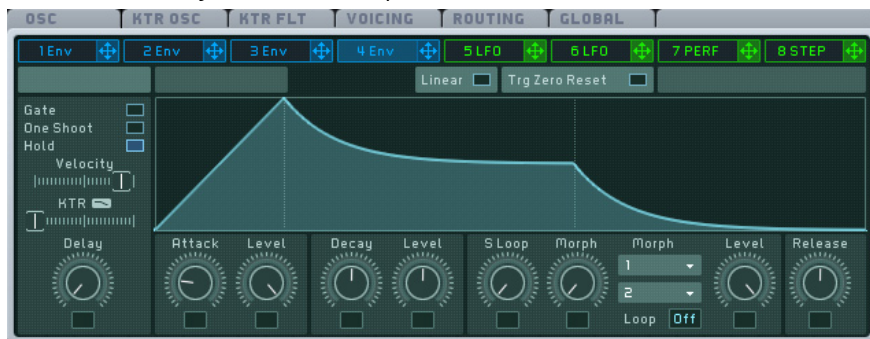 OSC KTR OSC KTR FLT VOICING ROUTING GLOBAL
1 Env 2 Env 3 Env 4 Env 5 LFO 6 LFO 7 PERF 8 STEP
Linear Trg Zero Reset
Gate
One Shoot
Hold
Velocity
KTR
Delay Attack Level Decay Level S Loop Morph Morph Level Release
1
2
Loop Off